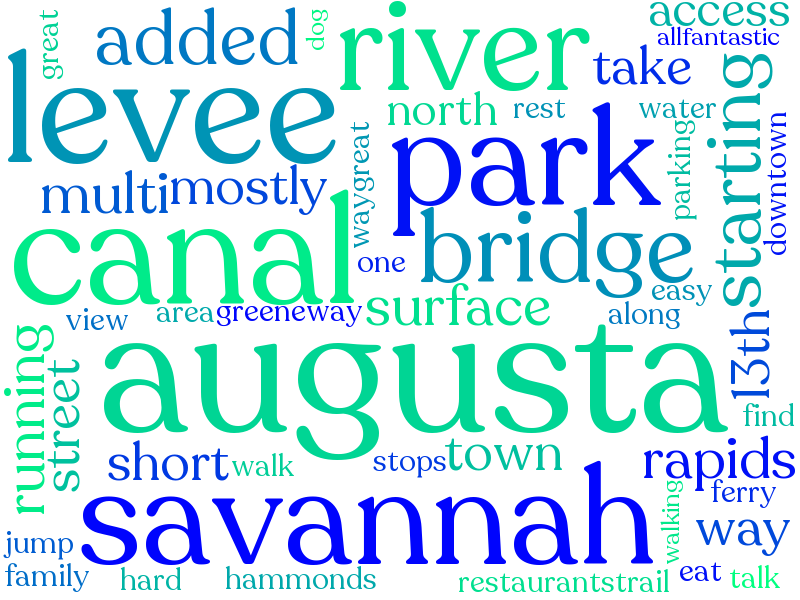 great
added
dog
river
access
allfantastic
take
levee
north
rest
water
starting
multi
mostly
waygreat
park
parking
downtown
canal
one
bridge
easy
view
area
greeneway
surface
along
running
street
augusta
13th
find
short
walk
stops
town
rapids
savannah
walking
ferry
way
jump
family
hard
hammonds
restaurantstrail
eat
talk